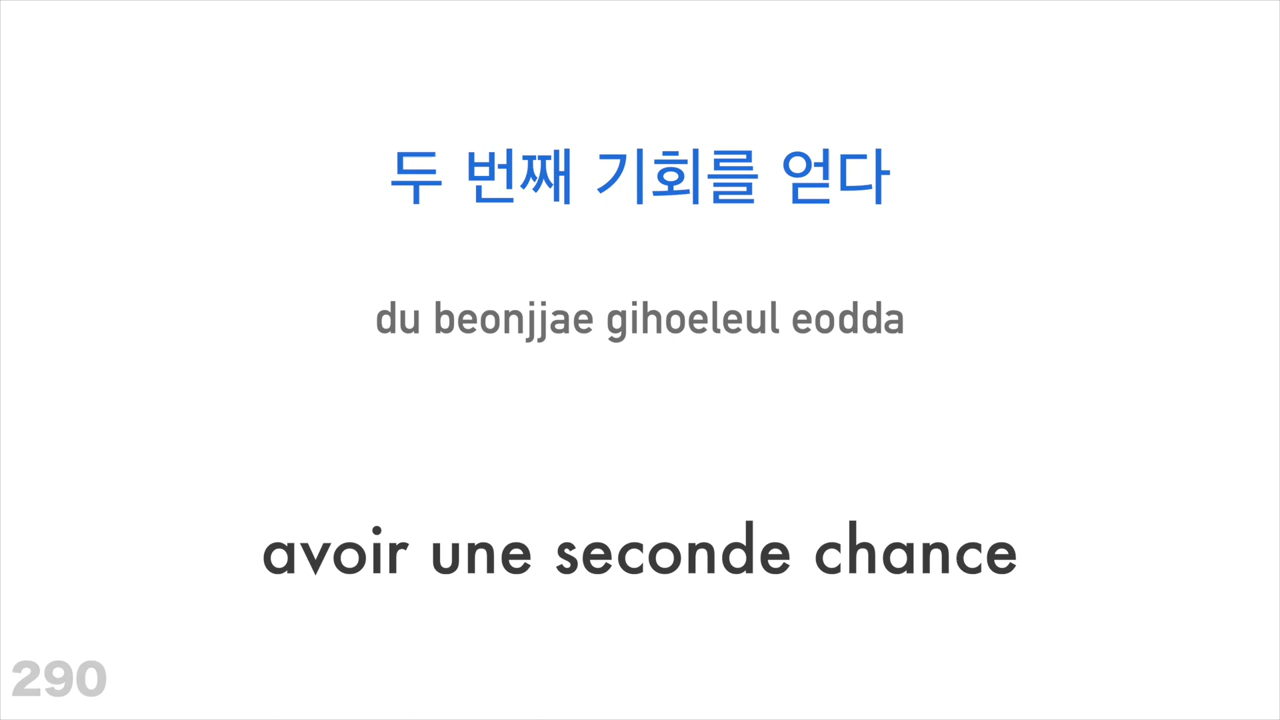 두 번째 기회를 얻다
du beonjjae gihoeleul eodda
avoir une seconde chance
290